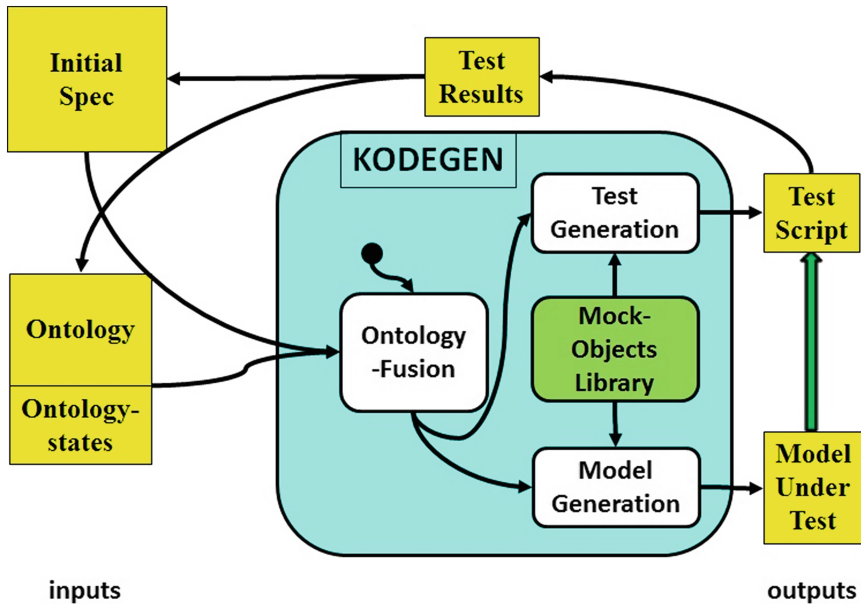 Initial
Spec
Test
Results
KODEGEN
Test
Generation
Test
Script
Ontology
Ontology-
states
Ontology
-Fusion
Mock-
Objects
Library
Model
Generation
Model
Under
Test
inputs
outputs